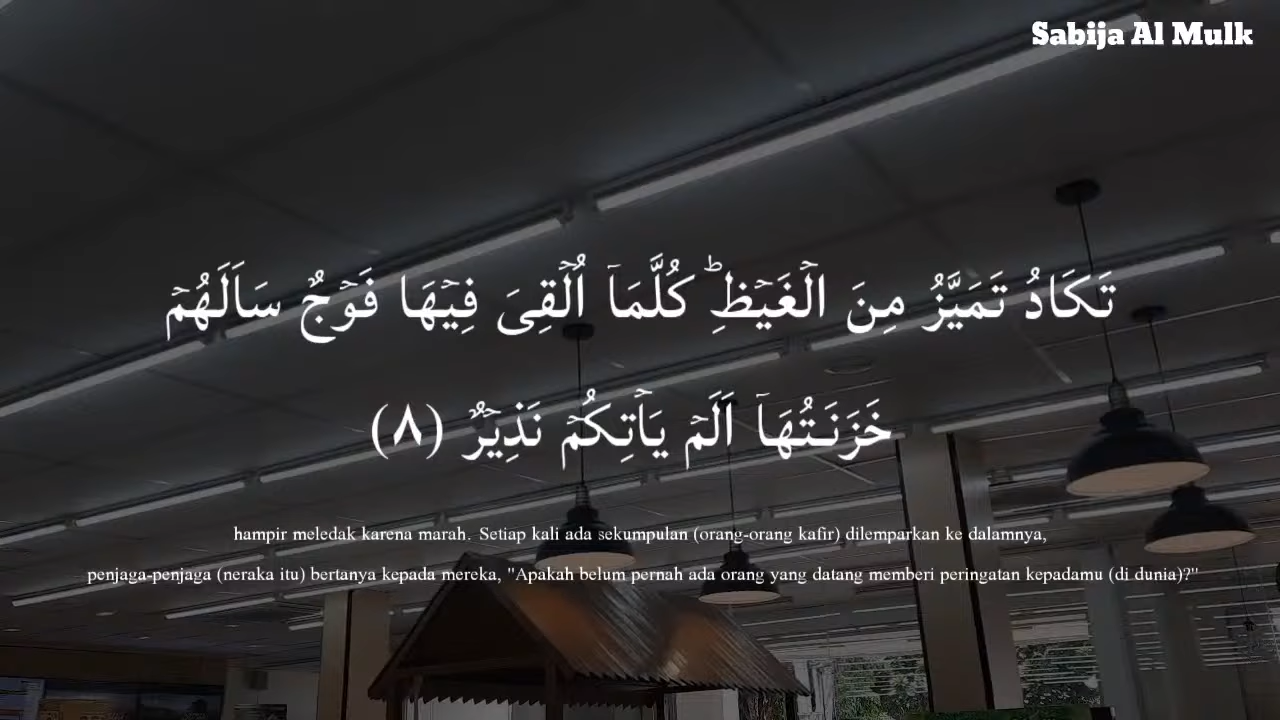 Sabija Al Mulk
تَكَادُ تَمَيَّزُ مِنَ الْغَيْظِۗ كُلَّمَآ اُلْقِيَ فِيْهَا فَوْجٌ سَاَلَهُمْ
خَزَنَتُهَآ اَلَمْ يَأْتِكُمْ نَذِيْرٌ (٨)
hampir meledak karena marah. Setiap kali ada sekumpulan (orang-orang kafir) dilemparkan ke dalamnya,
penjaga-penjaga (neraka itu) bertanya kepada mereka, "Apakah belum pernah ada orang yang datang memberi peringatan kepadamu (di dunia)?"